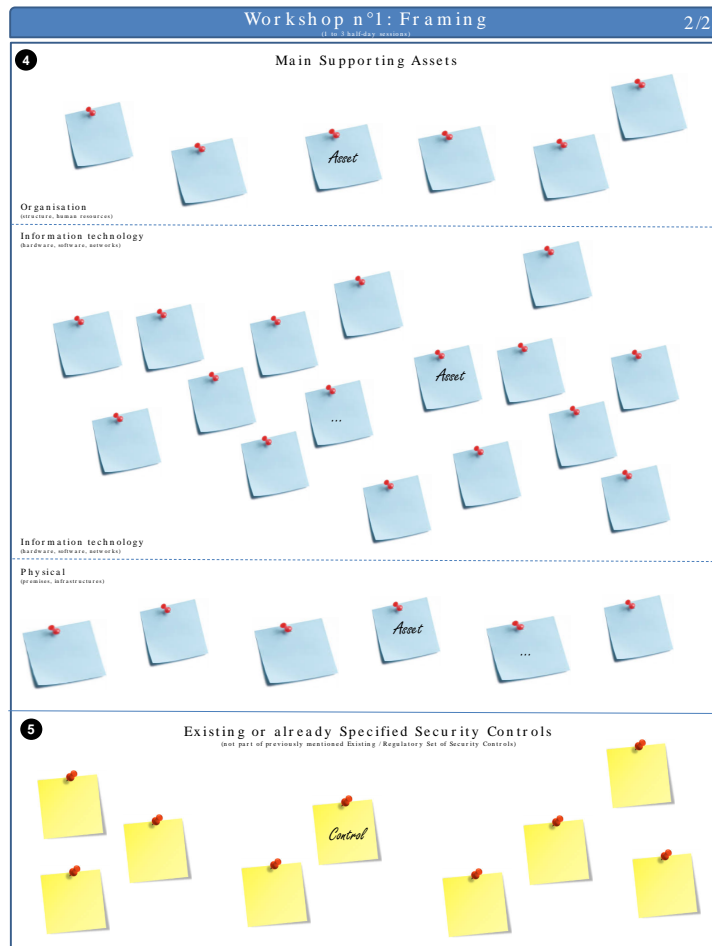 Workshop n°1: Framing
2/2
(1 to 3 half-day sessions)
4
Main Supporting Assets
Asset
Organisation
(structure, human resources)
Information technology
(hardware, software, networks)
Asset
...
Information technology
(hardware, software, networks)
Physical
(premises, infrastructures)
Asset
...
5
Existing or already Specified Security Controls
(not part of previously mentioned Existing / Regulatory Set of Security Controls)
Control